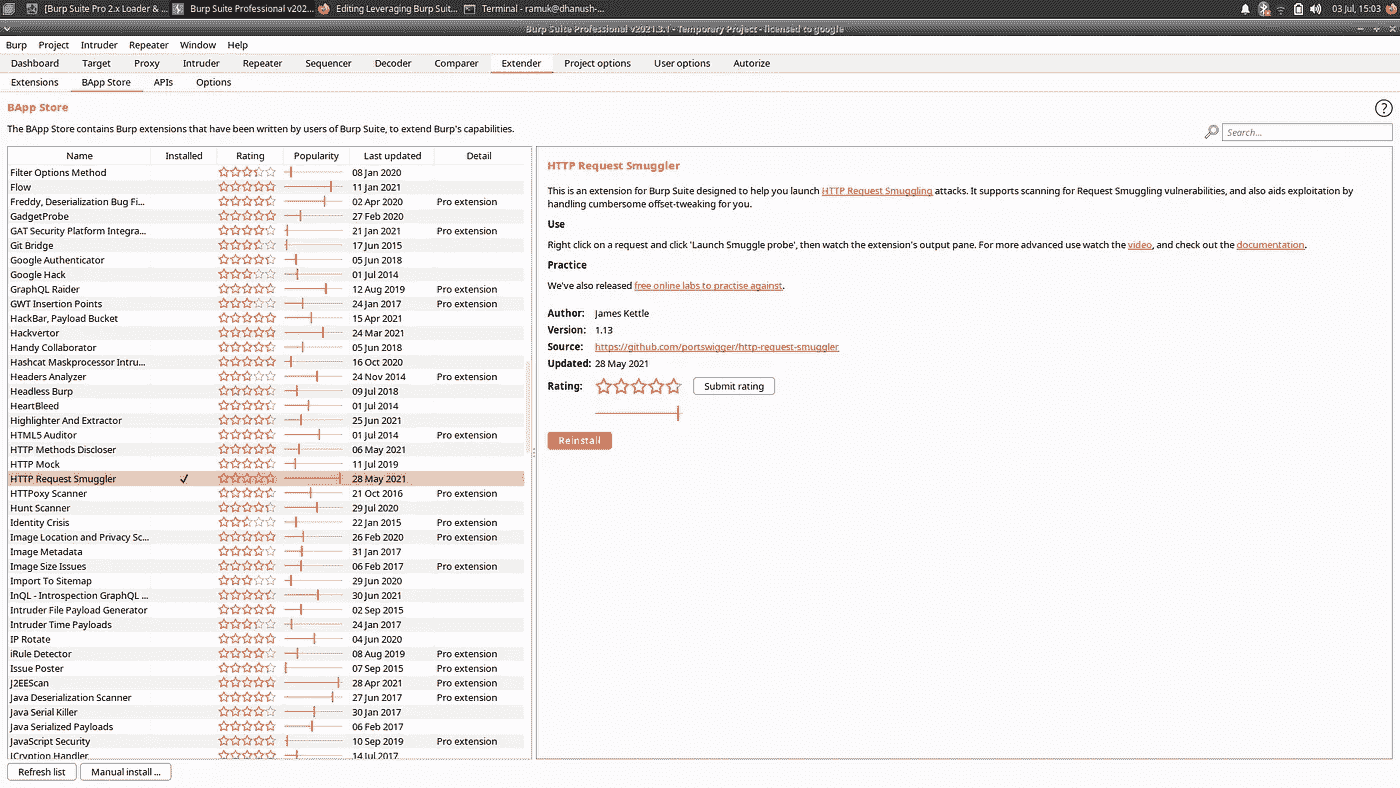 [Burp Suite Pro 2.x Loader & ... Burp Suite Professional v202... Editing Leveraging Burp Suit... Terminal - ramuk@dhanush-... 03 Jul, 15:03
Burp Suite Professional v2021.3.1 - Temporary Project - licensed to google
Burp Project Intruder Repeater Window Help
Dashboard Target Proxy Intruder Repeater Sequencer Decoder Comparer Extender Project options User options Autorize
Extensions BApp Store APIs Options
BApp Store
The BApp Store contains Burp extensions that have been written by users of Burp Suite, to extend Burp's capabilities.
Search...
Name Installed Rating Popularity Last updated Detail
Filter Options Method 08 Jan 2020
Flow 11 Jan 2021
Freddy, Deserialization Bug Fi... 02 Apr 2020 Pro extension
GadgetProbe 27 Feb 2020
GAT Security Platform Integra... 21 Jan 2021 Pro extension
Git Bridge 17 Jun 2015
Google Authenticator 05 Jun 2018
Google Hack 01 Jul 2014
GraphQL Raider 12 Aug 2019 Pro extension
GWT Insertion Points 24 Jan 2017 Pro extension
HackBar, Payload Bucket 15 Apr 2021
Hackvertor 24 Mar 2021
Handy Collaborator 05 Jun 2018
Hashcat Maskprocessor Intru... 16 Oct 2020
Headers Analyzer 24 Nov 2014 Pro extension
Headless Burp 09 Jul 2018
HeartBleed 01 Jul 2014
Highlighter And Extractor 25 Jun 2021
HTML5 Auditor 01 Jul 2014 Pro extension
HTTP Methods Discloser 06 May 2021
HTTP Mock 11 Jul 2019
HTTP Request Smuggler ✓ 28 May 2021
HTTPoxy Scanner 21 Oct 2016 Pro extension
Hunt Scanner 29 Jul 2020
Identity Crisis 22 Jan 2015 Pro extension
Image Location and Privacy Sc... 26 Feb 2020 Pro extension
Image Metadata 31 Jan 2017
Image Size Issues 06 Feb 2017 Pro extension
Import To Sitemap 29 Jun 2020
InQL - Introspection GraphQL ... 30 Jun 2021
Intruder File Payload Generator 02 Sep 2015
Intruder Time Payloads 24 Jan 2017
IP Rotate 04 Jun 2020
iRule Detector 08 Aug 2019 Pro extension
Issue Poster 07 Sep 2015 Pro extension
J2EEScan 28 Apr 2021 Pro extension
Java Deserialization Scanner 27 Jun 2017 Pro extension
Java Serial Killer 30 Jan 2017
Java Serialized Payloads 06 Feb 2017
JavaScript Security 10 Sep 2019 Pro extension
JCryption Handler 14 Jul 2017
Refresh list Manual install ...
HTTP Request Smuggler
This is an extension for Burp Suite designed to help you launch HTTP Request Smuggling attacks. It supports scanning for Request Smuggling vulnerabilities, and also aids exploitation by
handling cumbersome offset-tweaking for you.
Use
Right click on a request and click 'Launch Smuggle probe', then watch the extension's output pane. For more advanced use watch the video, and check out the documentation.
Practice
We've also released free online labs to practise against.
Author: James Kettle
Version: 1.13
Source: https://github.com/portswigger/http-request-smuggler
Updated: 28 May 2021
Rating: Submit rating
Reinstall